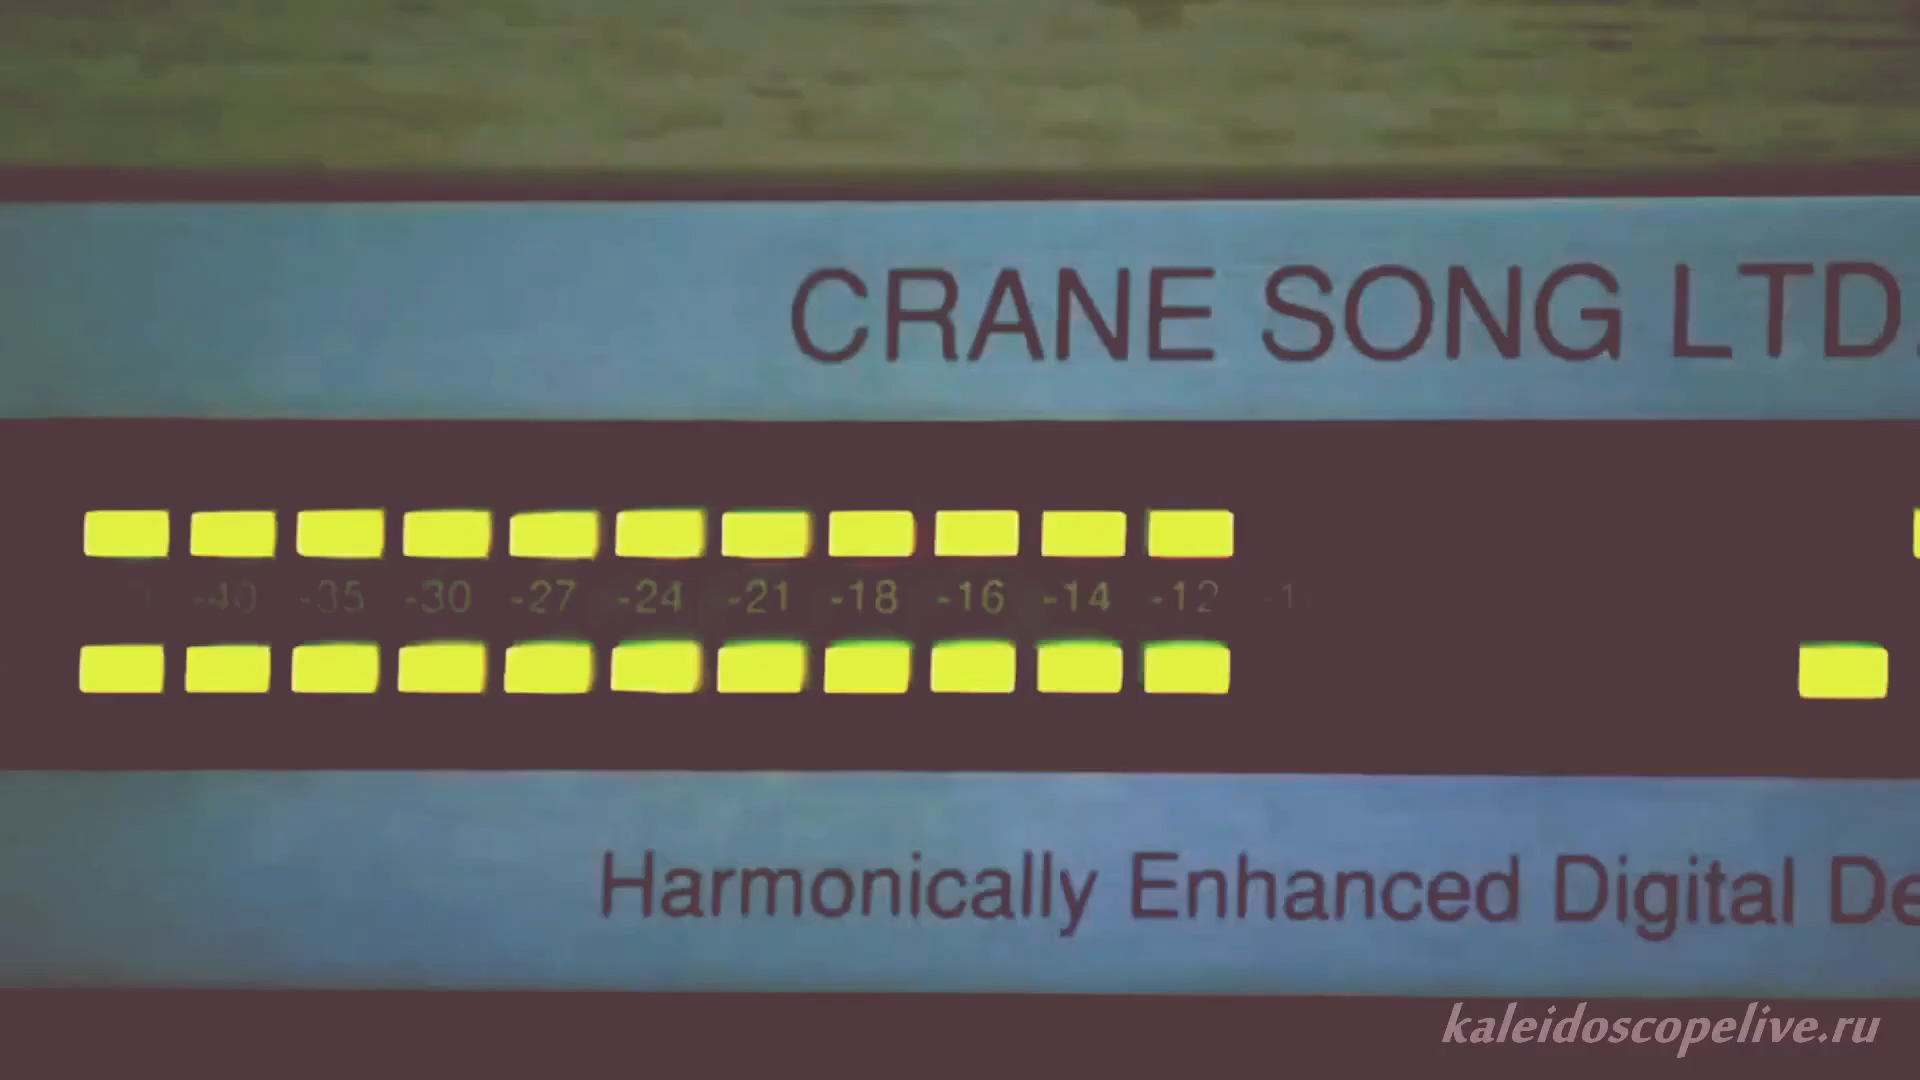 CRANE SONG LTD.
-40 -35 -30 -27 -24 -21 -18 -16 -14 -12
Harmonically Enhanced Digital
kaleidoscopelive.ru